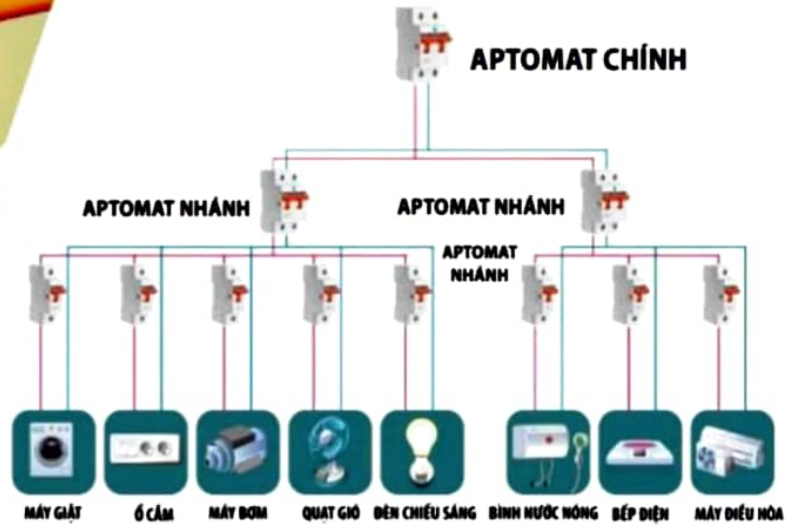 APTOMAT CHÍNH
APTOMAT NHÁNH
APTOMAT NHÁNH
APTOMAT
NHÁNH
MÁY GIẶT
Ổ CẮM
MÁY BƠM
QUẠT GIÓ
ĐÈN CHIẾU SÁNG
BÌNH NƯỚC NÓNG
BẾP ĐIỆN
MÁY ĐIỀU HÒA